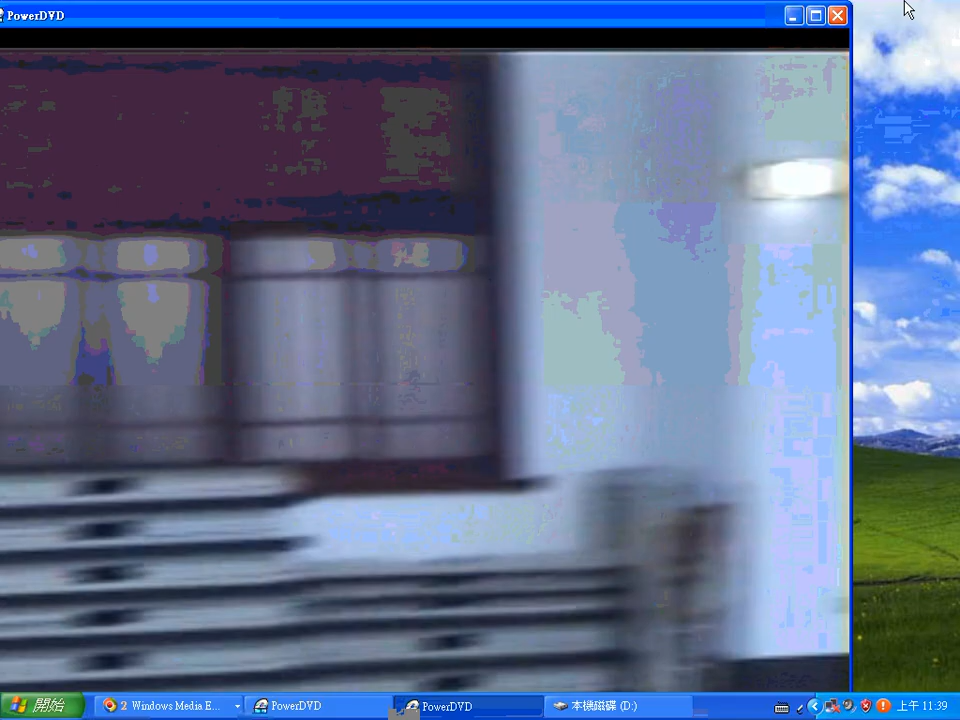 PowerDVD
開始
2 Windows Media E...
PowerDVD
PowerDVD
本機磁碟 (D:)
上午 11:39